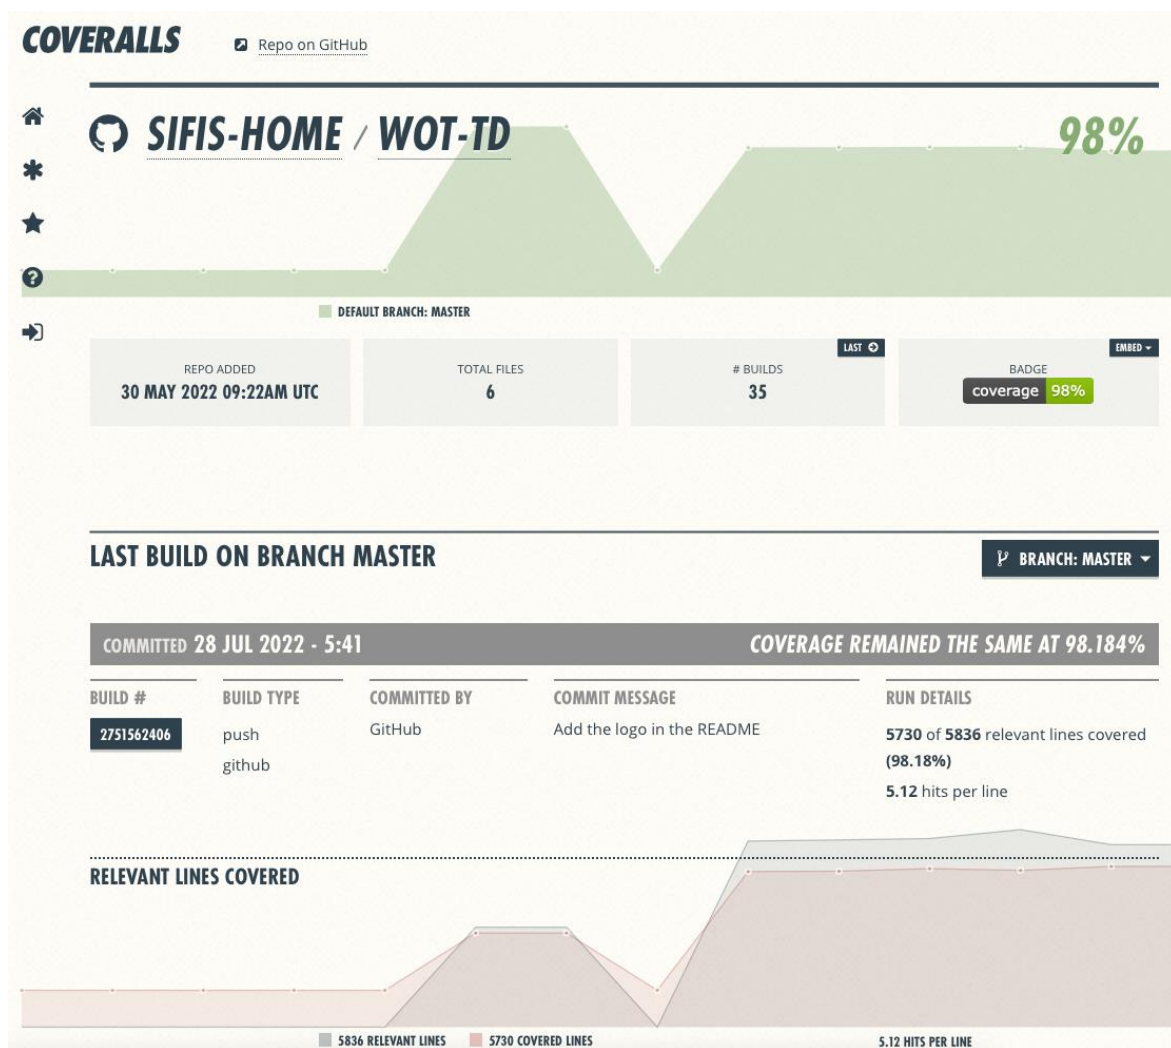 COVERALLS
Repo on GitHub
SIFIS-HOME / WOT-TD
98%
DEFAULT BRANCH: MASTER
REPO ADDED
30 MAY 2022 09:22AM UTC
TOTAL FILES
6
LAST
# BUILDS
35
EMBED
BADGE
coverage 98%
LAST BUILD ON BRANCH MASTER
BRANCH: MASTER
COMMITTED 28 JUL 2022 - 5:41
COVERAGE REMAINED THE SAME AT 98.184%
BUILD #
2751562406
BUILD TYPE
push
github
COMMITTED BY
GitHub
COMMIT MESSAGE
Add the logo in the README
RUN DETAILS
5730 of 5836 relevant lines covered
(98.18%)
5.12 hits per line
RELEVANT LINES COVERED
5836 RELEVANT LINES
5730 COVERED LINES
5.12 HITS PER LINE